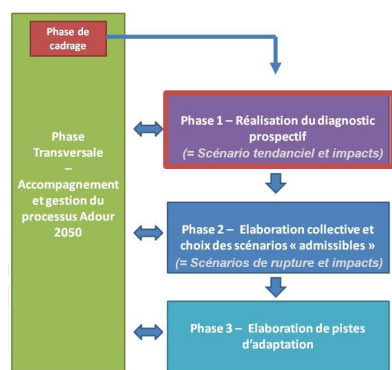 Phase de
cadrage
Phase
Transversale
–
Accompagnement
et gestion du
processus Adour
2050
Phase 1 – Réalisation du diagnostic
prospectif
(= Scénario tendanciel et impacts)
Phase 2 – Elaboration collective et
choix des scénarios « admissibles »
(= Scénarios de rupture et impacts)
Phase 3 – Elaboration de pistes
d'adaptation